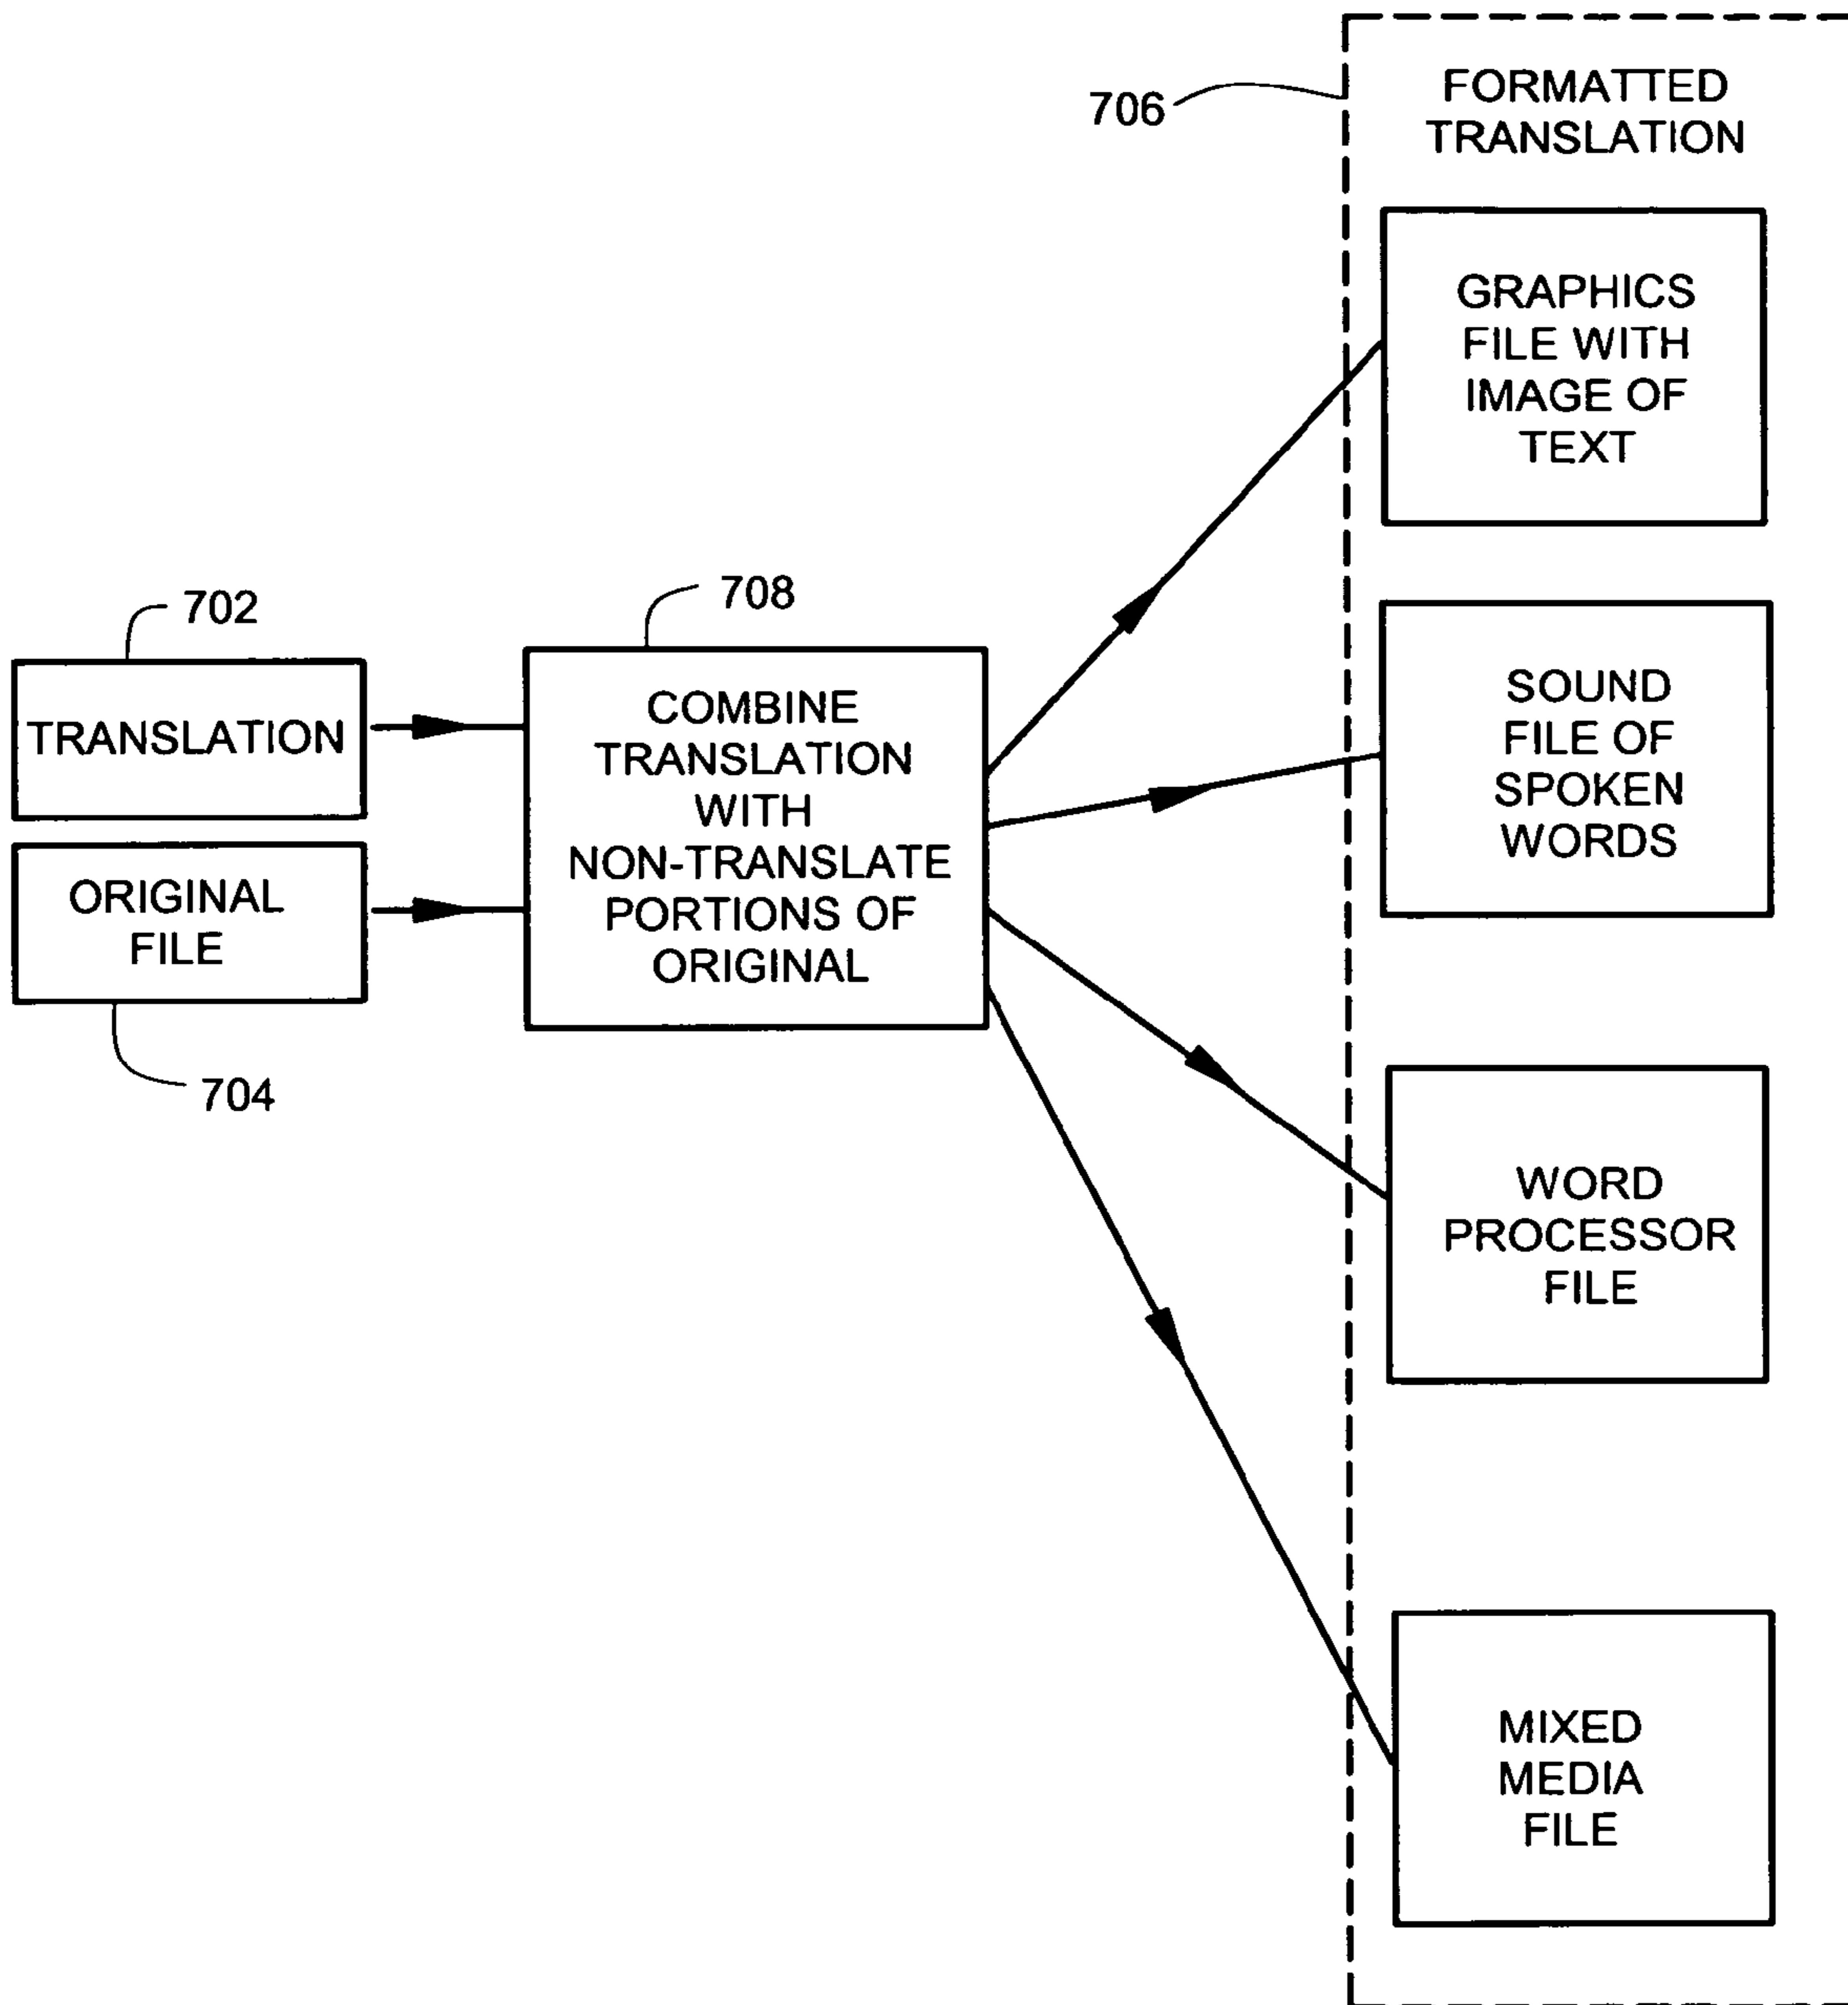 706
FORMATTED
TRANSLATION
GRAPHICS
FILE WITH
IMAGE OF
TEXT
702
TRANSLATION
ORIGINAL
FILE
704
708
COMBINE
TRANSLATION
WITH
NON-TRANSLATE
PORTIONS OF
ORIGINAL
SOUND
FILE OF
SPOKEN
WORDS
WORD
PROCESSOR
FILE
MIXED
MEDIA
FILE